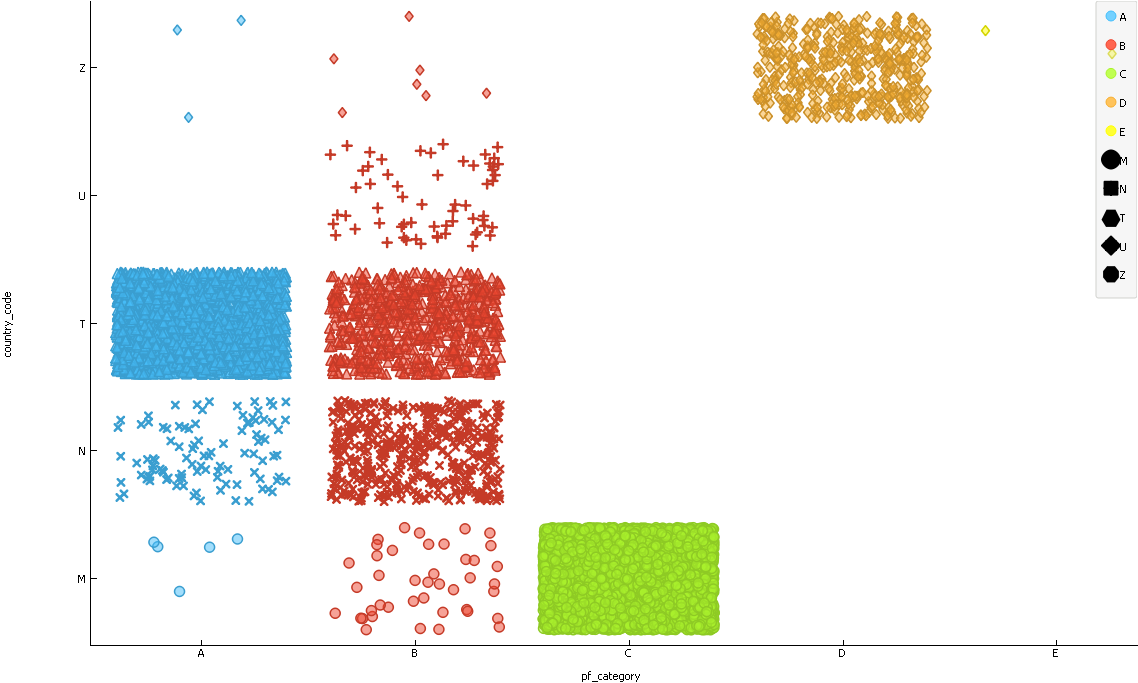 Z
U
T
N
M
country_code
A
B
C
D
E
pf_category
A
B
C
D
E
M
N
T
U
Z